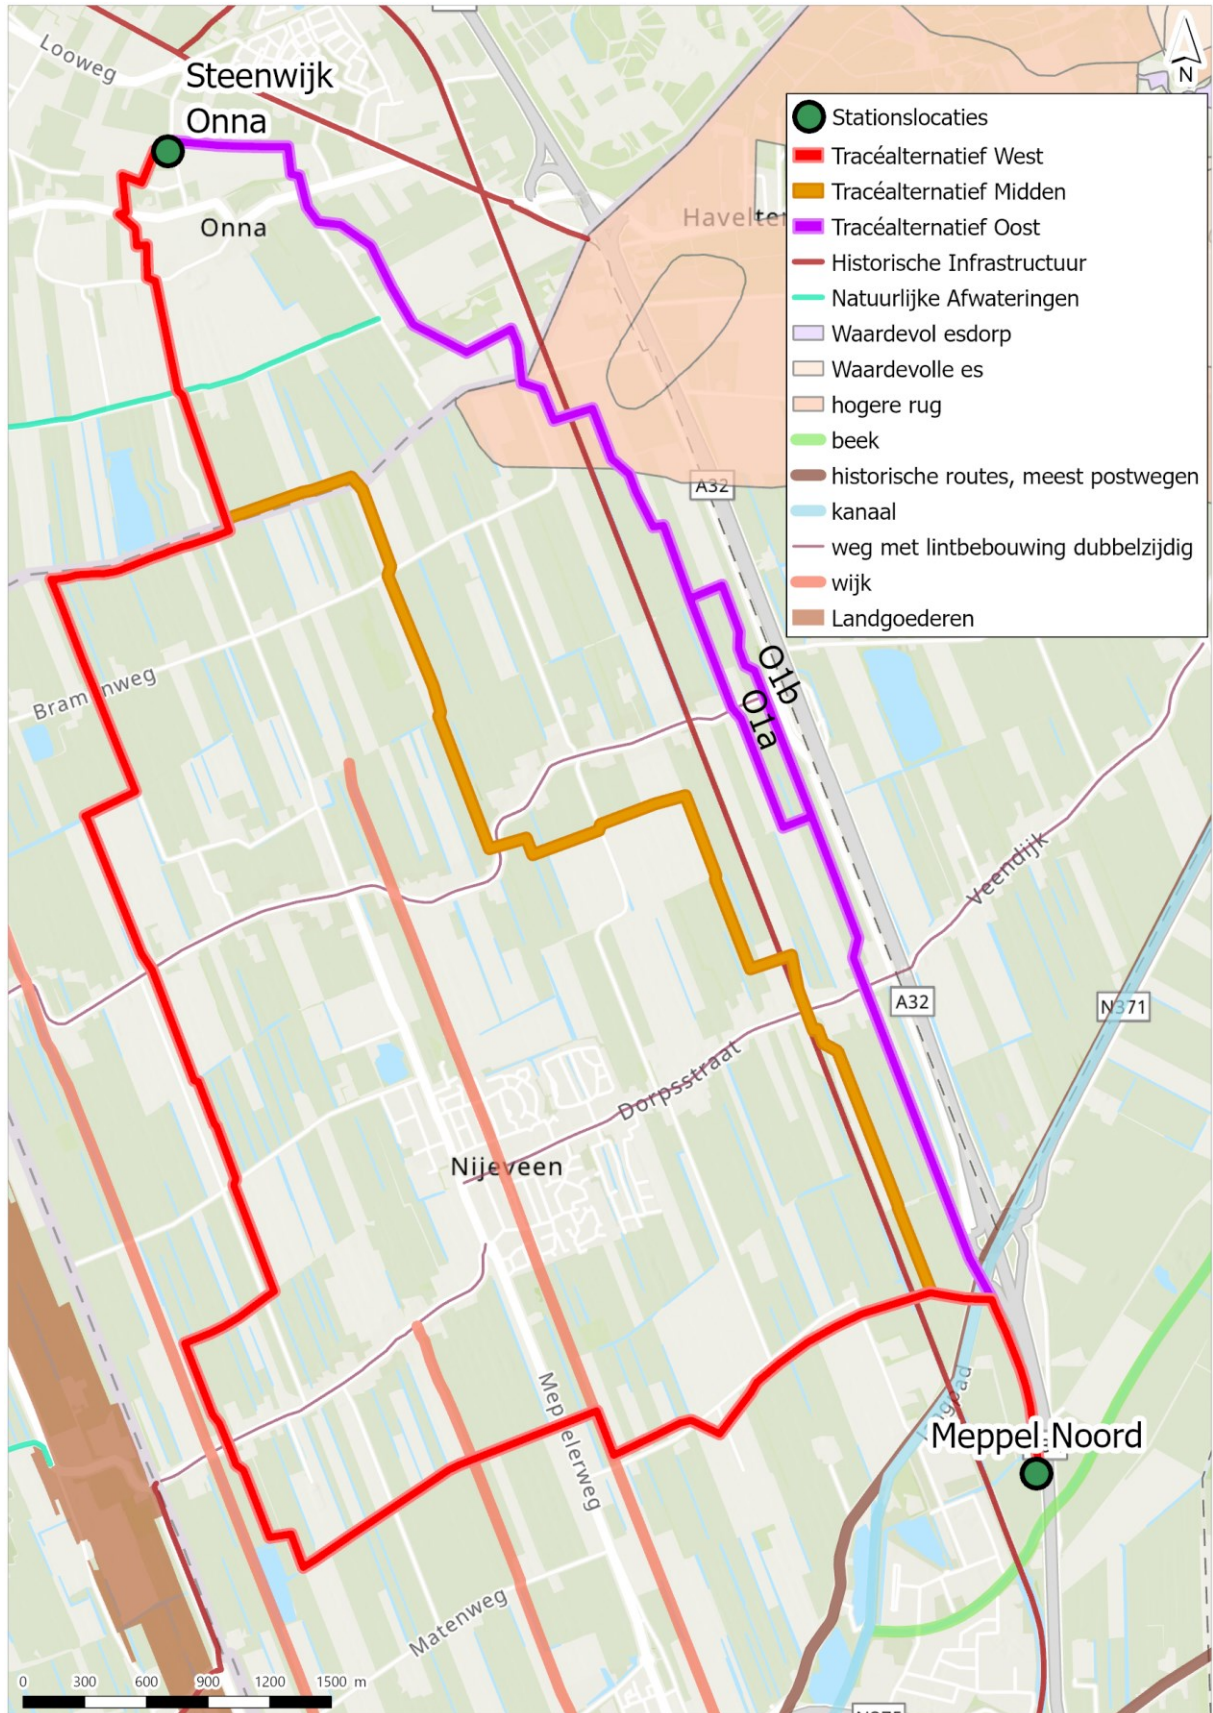 Looweg
Steenwijk
Onna
Onna
N
Stationslocaties
Tracéalternatief West
Tracéalternatief Midden
Tracéalternatief Oost
Historische Infrastructuur
Natuurlijke Afwateringen
Waardevol esdorp
Waardevolle es
hogere rug
beek
historische routes, meest postwegen
kanaal
weg met lintbebouwing dubbelzijdig
wijk
Landgoederen
A32
O1b
O1a
Veendijk
A32
N371
Dorpsstraat
Nijeveen
Meppelerweg
Meppel Noord
Matenweg
0 300 600 900 1200 1500 m